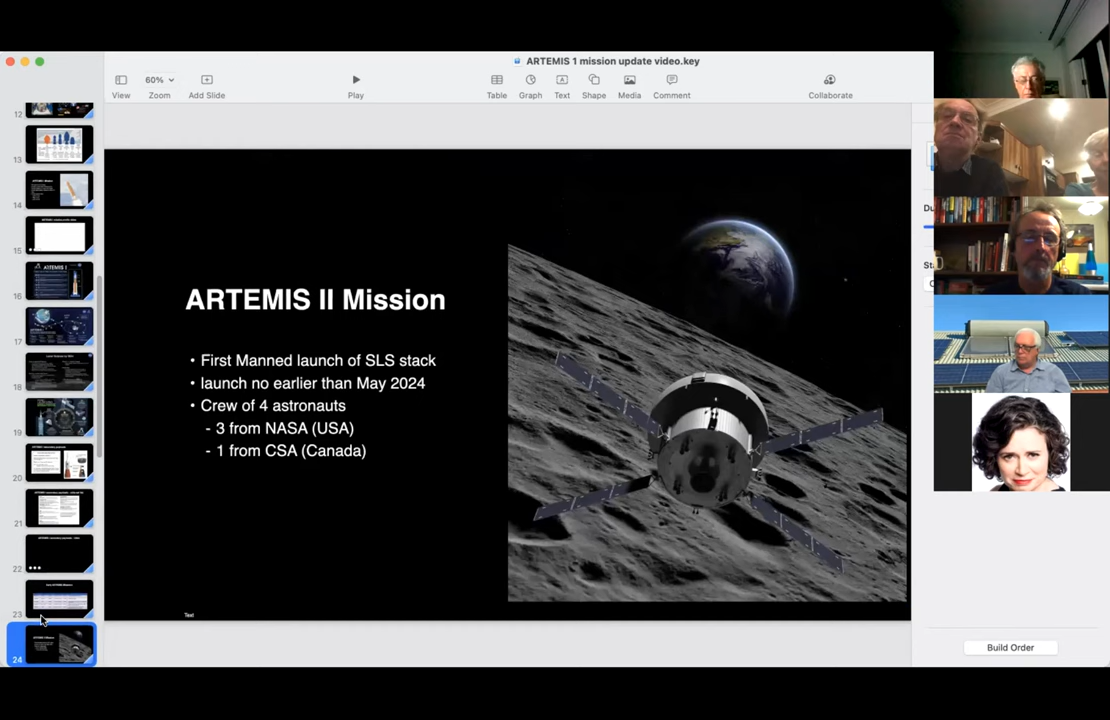 ARTEMIS 1 mission update video.key
60%
View
Zoom
Add Slide
Play
Table
Graph
Text
Shape
Media
Comment
Collaborate
12
13
14
15
16
17
18
19
20
21
22
23
24
ARTEMIS II Mission
• First Manned launch of SLS stack
• launch no earlier than May 2024
• Crew of 4 astronauts
- 3 from NASA (USA)
- 1 from CSA (Canada)
Text
Build Order